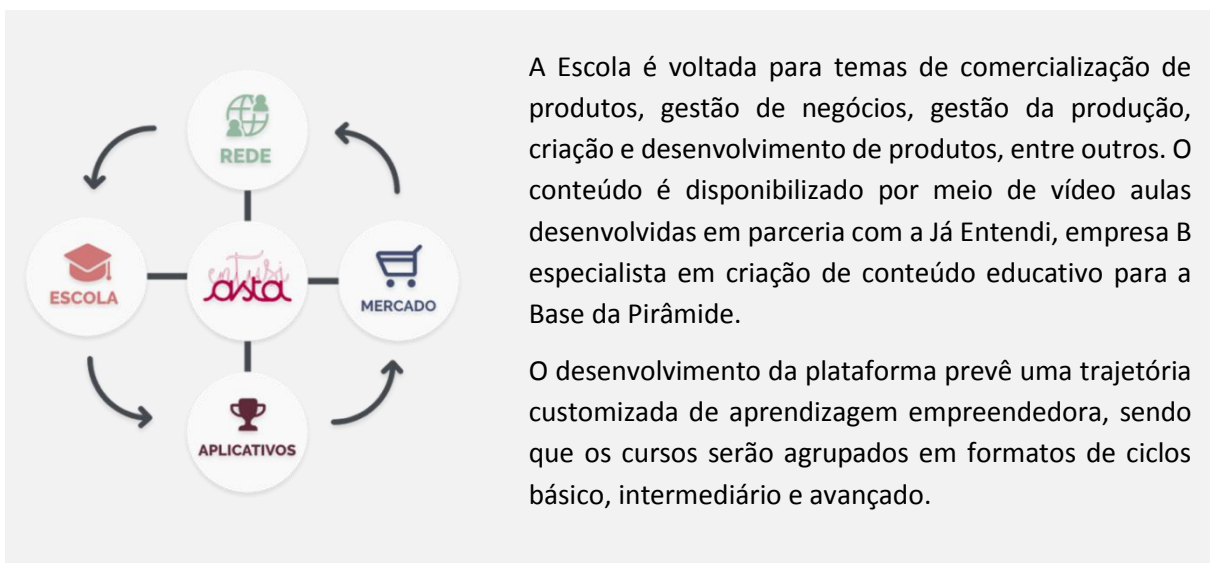 REDE
ESCOLA
entusi
asta
MERCADO
APLICATIVOS
A Escola é voltada para temas de comercialização de
produtos, gestão de negócios, gestão da produção,
criação e desenvolvimento de produtos, entre outros. O
conteúdo é disponibilizado por meio de vídeo aulas
desenvolvidas em parceria com a Já Entendi, empresa B
especialista em criação de conteúdo educativo para a
Base da Pirâmide.
O desenvolvimento da plataforma prevê uma trajetória
customizada de aprendizagem empreendedora, sendo
que os cursos serão agrupados em formatos de ciclos
básico, intermediário e avançado.